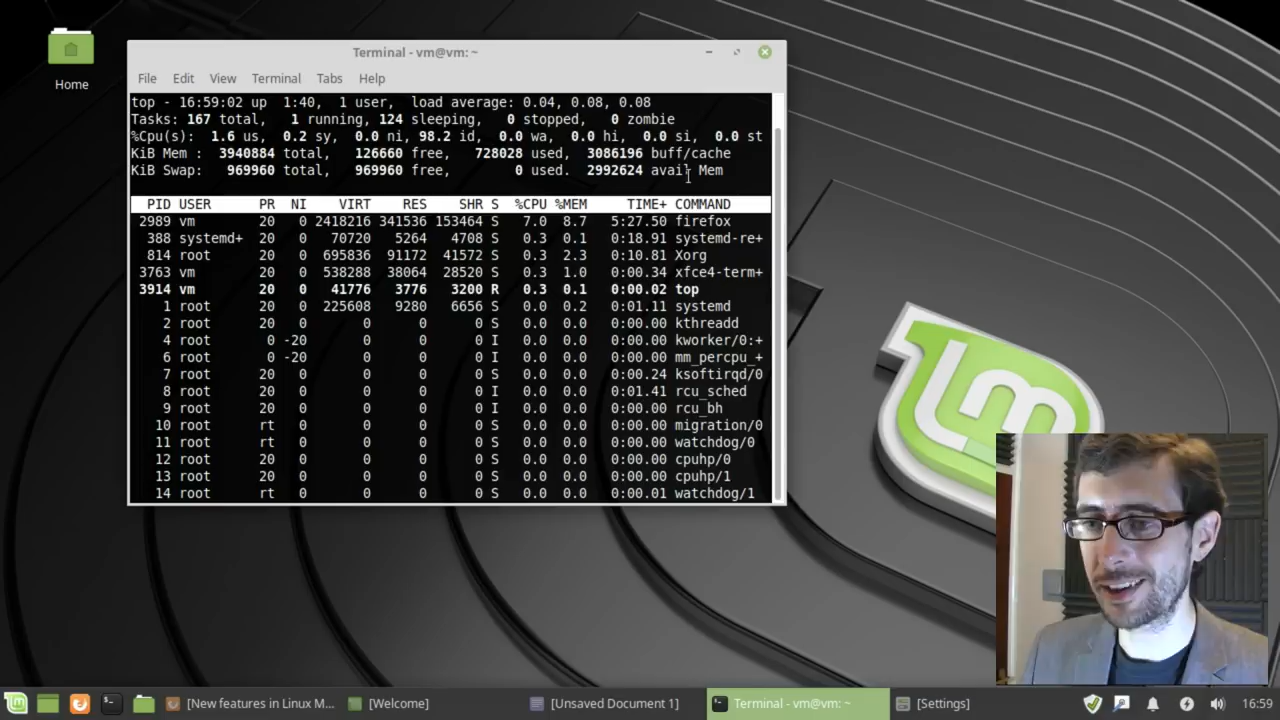 Home
Terminal - vm@vm: ~
File Edit View Terminal Tabs Help
top - 16:59:02 up  1:40,  1 user,  load average: 0.04, 0.08, 0.08
Tasks: 167 total,   1 running, 124 sleeping,   0 stopped,   0 zombie
%Cpu(s):  1.6 us,  0.2 sy,  0.0 ni, 98.2 id,  0.0 wa,  0.0 hi,  0.0 si,  0.0 st
KiB Mem :  3940884 total,   126660 free,   728028 used,  3086196 buff/cache
KiB Swap:   969960 total,   969960 free,        0 used.  2992624 avail Mem
PID USER PR NI VIRT RES SHR S %CPU %MEM TIME+ COMMAND
2989 vm 20 0 2418216 341536 153464 S 7.0 8.7 5:27.50 firefox
388 systemd+ 20 0 70720 5264 4708 S 0.3 0.1 0:18.91 systemd-re+
814 root 20 0 695836 91172 41572 S 0.3 2.3 0:10.81 Xorg
3763 vm 20 0 538288 38064 28520 S 0.3 1.0 0:00.34 xfce4-term+
3914 vm 20 0 41776 3776 3200 R 0.3 0.1 0:00.02 top
1 root 20 0 225608 9280 6656 S 0.0 0.2 0:01.11 systemd
2 root 20 0 0 0 0 S 0.0 0.0 0:00.00 kthreadd
4 root 0 -20 0 0 0 I 0.0 0.0 0:00.00 kworker/0:+
6 root 0 -20 0 0 0 I 0.0 0.0 0:00.00 mm_percpu_+
7 root 20 0 0 0 0 S 0.0 0.0 0:00.24 ksoftirqd/0
8 root 20 0 0 0 0 I 0.0 0.0 0:01.41 rcu_sched
9 root 20 0 0 0 0 I 0.0 0.0 0:00.00 rcu_bh
10 root rt 0 0 0 0 S 0.0 0.0 0:00.00 migration/0
11 root rt 0 0 0 0 S 0.0 0.0 0:00.00 watchdog/0
12 root 20 0 0 0 0 S 0.0 0.0 0:00.00 cpuhp/0
13 root 20 0 0 0 0 S 0.0 0.0 0:00.00 cpuhp/1
14 root rt 0 0 0 0 S 0.0 0.0 0:00.01 watchdog/1
[New features in Linux M... [Welcome] [Unsaved Document 1] Terminal - vm@vm: ~ [Settings] 16:59